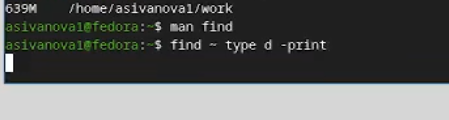 639M    /home/asivanova1/work
asivanova1@fedora:~$ man find
asivanova1@fedora:~$ find ~ type d -print